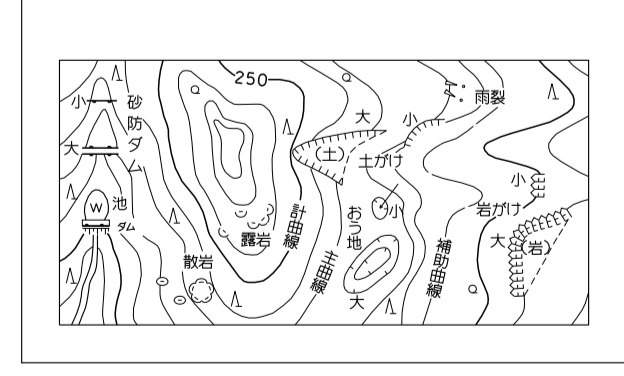 250
小
砂防ダム
大
W
池
ダム
散岩
露岩
計曲線
主曲線
大
(土)
土がけ
小
おう地
小
大
雨裂
補助曲線
小
岩がけ
大
(岩)